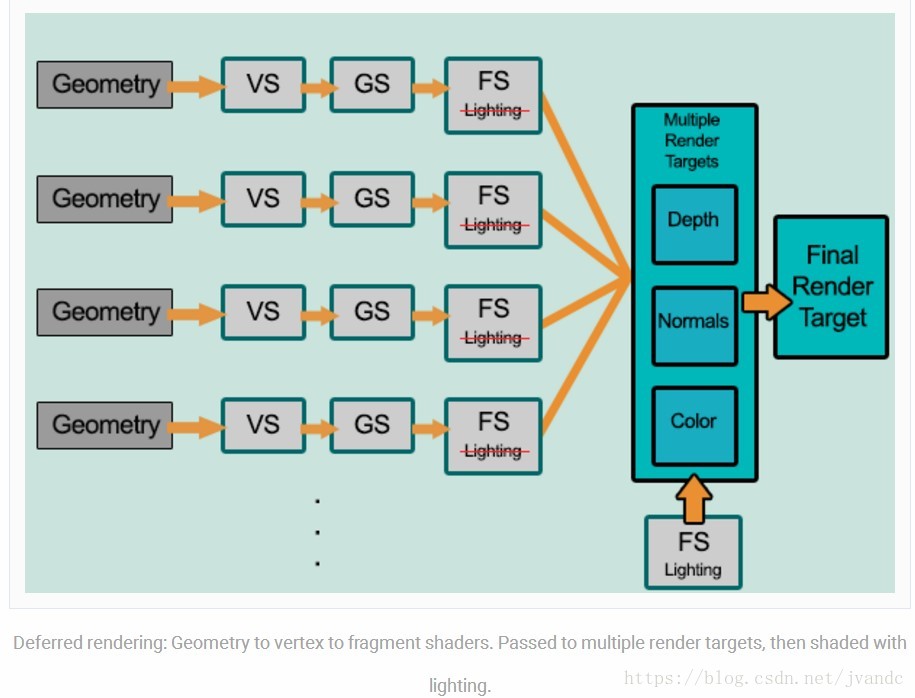 Geometry VS GS FS
Lighting
Geometry VS GS FS
Lighting
Geometry VS GS FS
Lighting
Geometry VS GS FS
Lighting
Multiple
Render
Targets
Depth
Normals
Color
FS
Lighting
Final
Render
Target
Deferred rendering: Geometry to vertex to fragment shaders. Passed to multiple render targets, then shaded with
lighting.
https://blog.csdn.net/jvandc